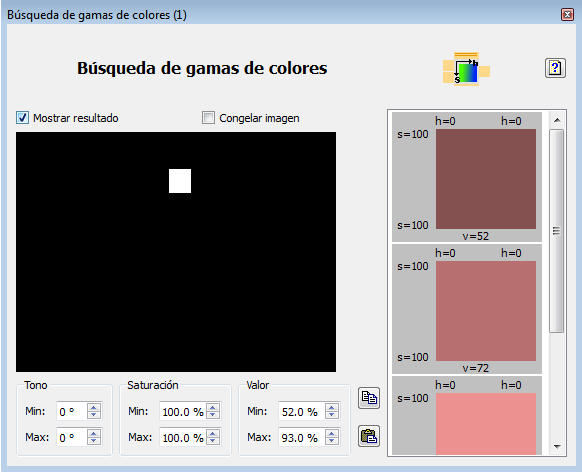 Búsqueda de gamas de colores (1)
Búsqueda de gamas de colores
h
s
?
Mostrar resultado
Congelar imagen
h=0 h=0
s=100
s=100
v=52
h=0 h=0
s=100
s=100
v=72
h=0 h=0
s=100
Tono
Saturación
Valor
Min: 0 °
Min: 100.0 %
Min: 52.0 %
Max: 0 °
Max: 100.0 %
Max: 93.0 %